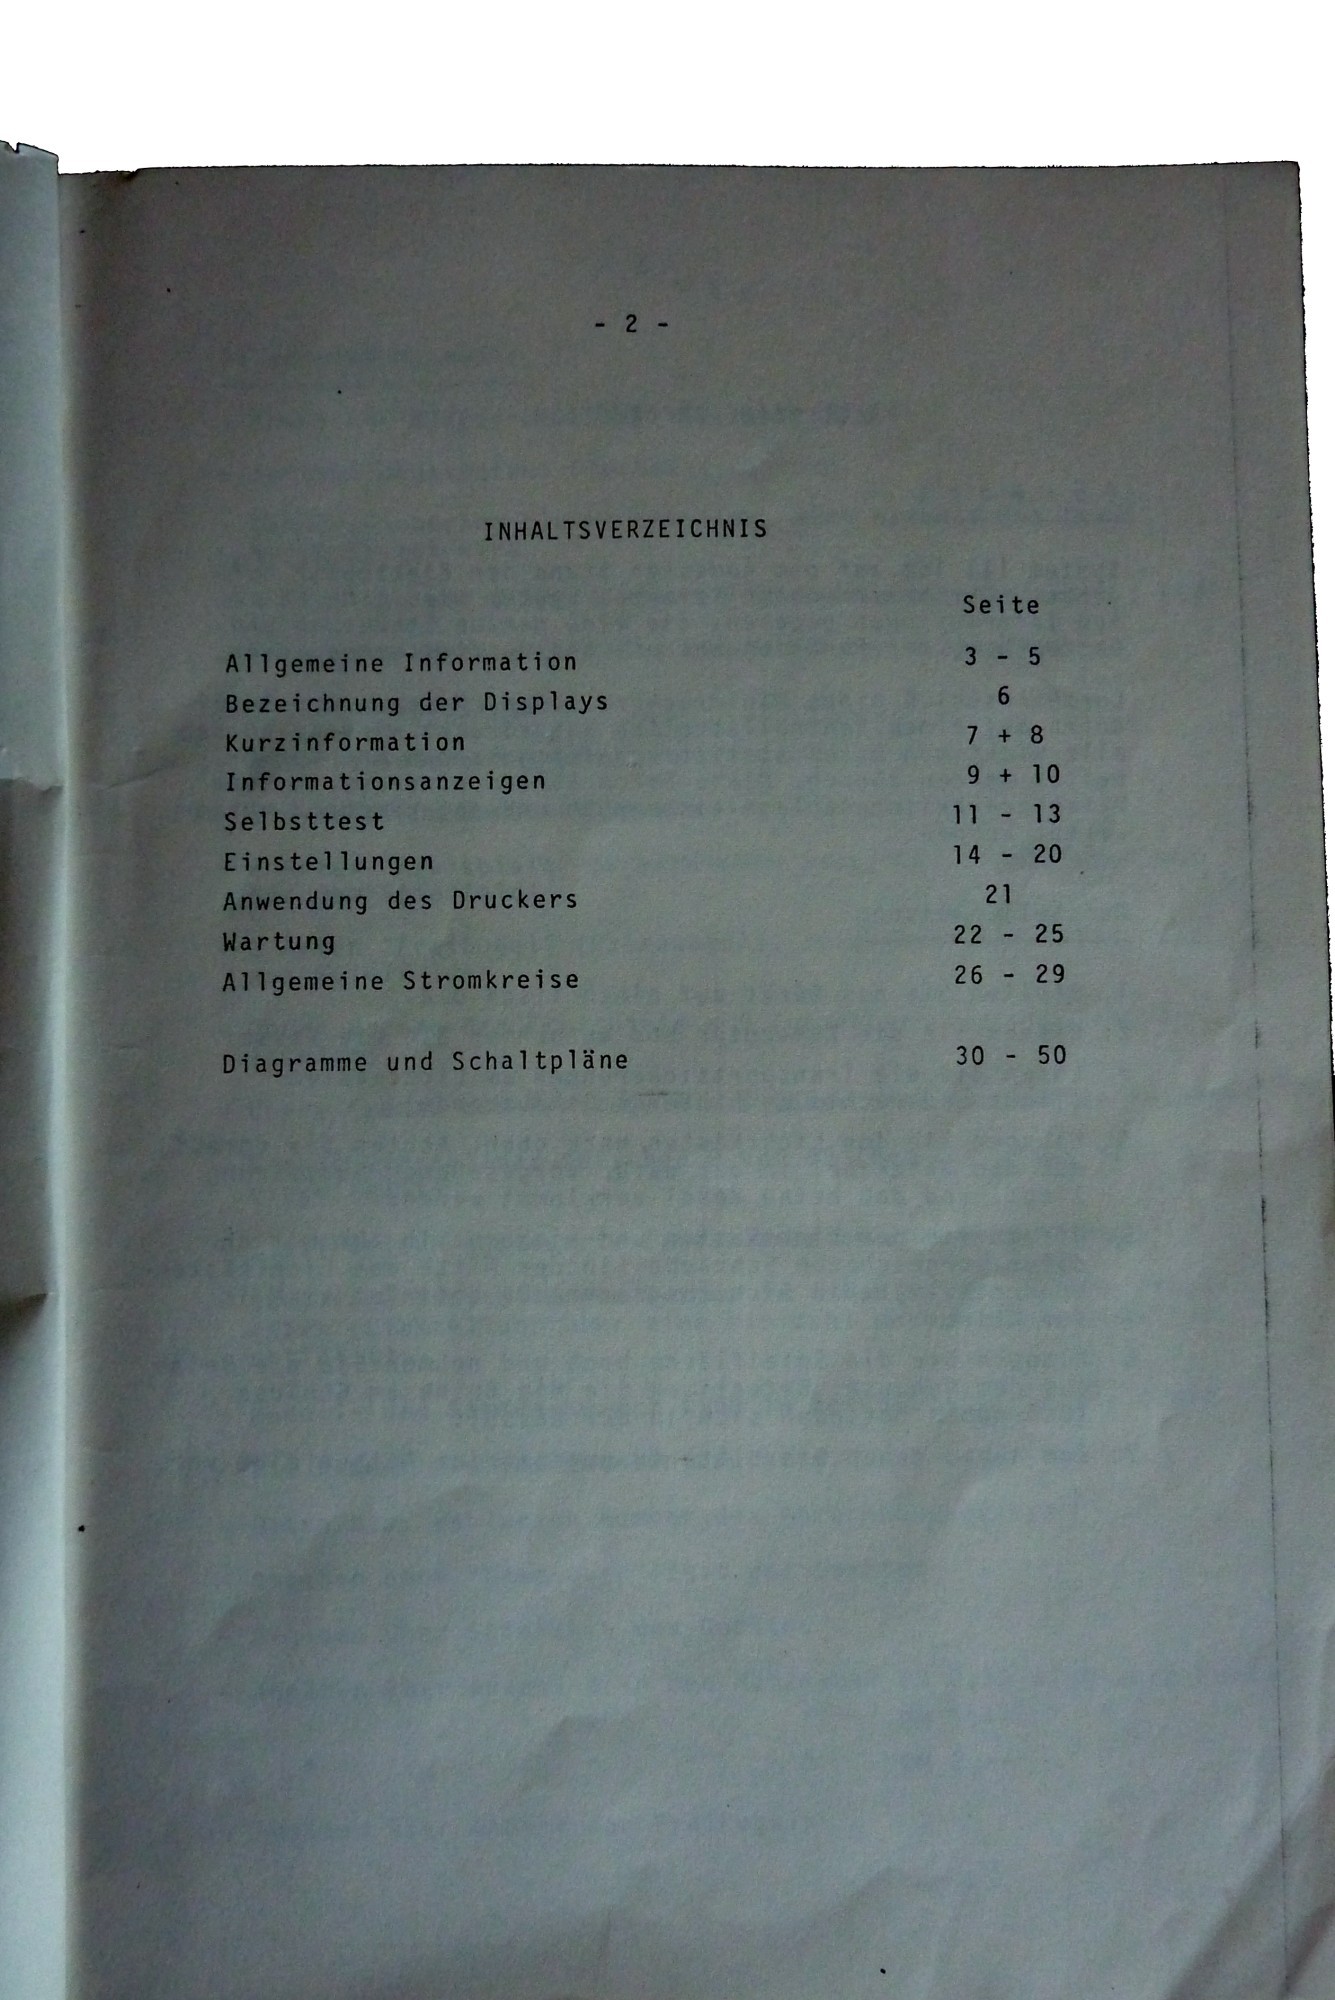 - 2 -
INHALTSVERZEICHNIS
Seite
Allgemeine Information 3 - 5
Bezeichnung der Displays 6
Kurzinformation 7 + 8
Informationsanzeigen 9 + 10
Selbsttest 11 - 13
Einstellungen 14 - 20
Anwendung des Druckers 21
Wartung 22 - 25
Allgemeine Stromkreise 26 - 29
Diagramme und Schaltpläne 30 - 50